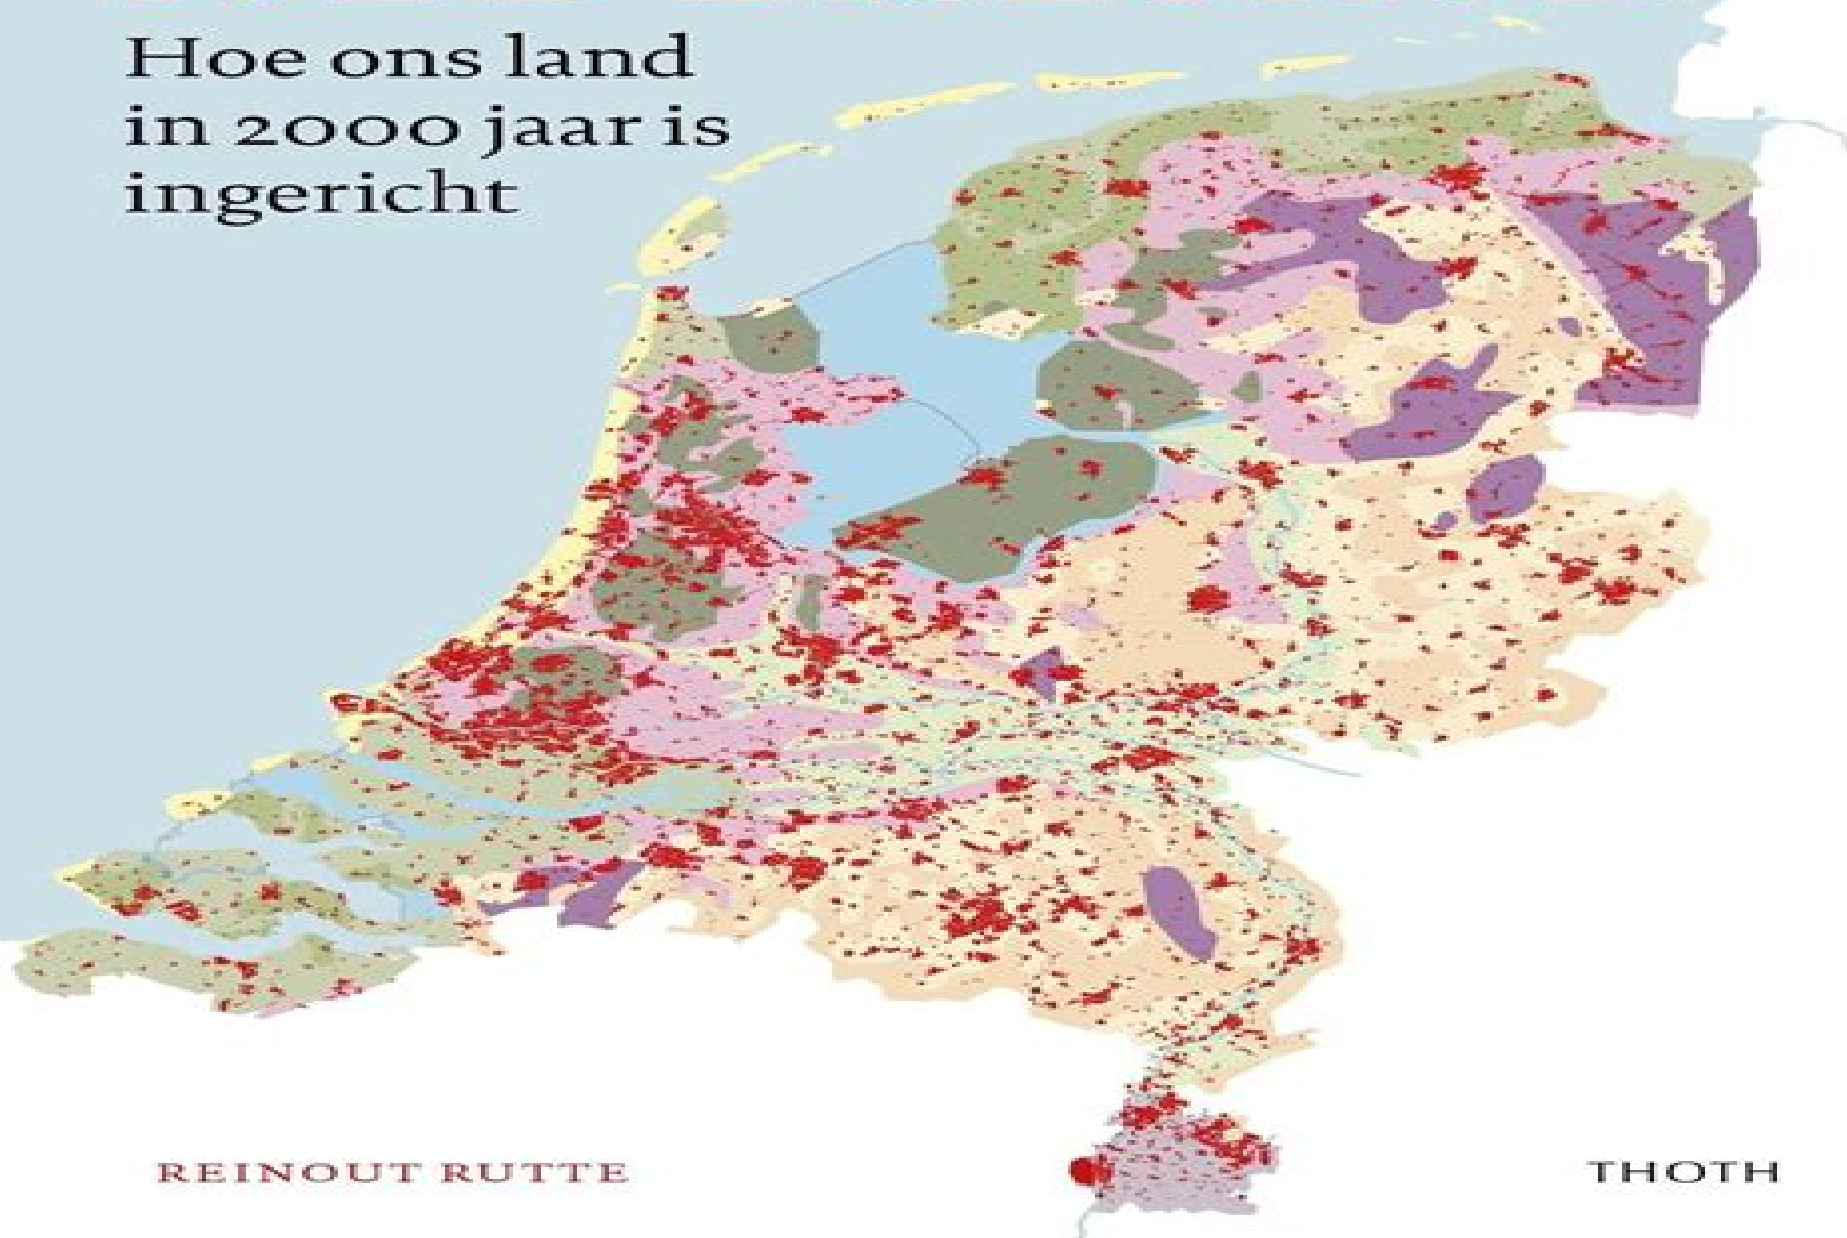 Hoe ons land
in 2000 jaar is
ingericht
REINOUT RUTTE
THOTH